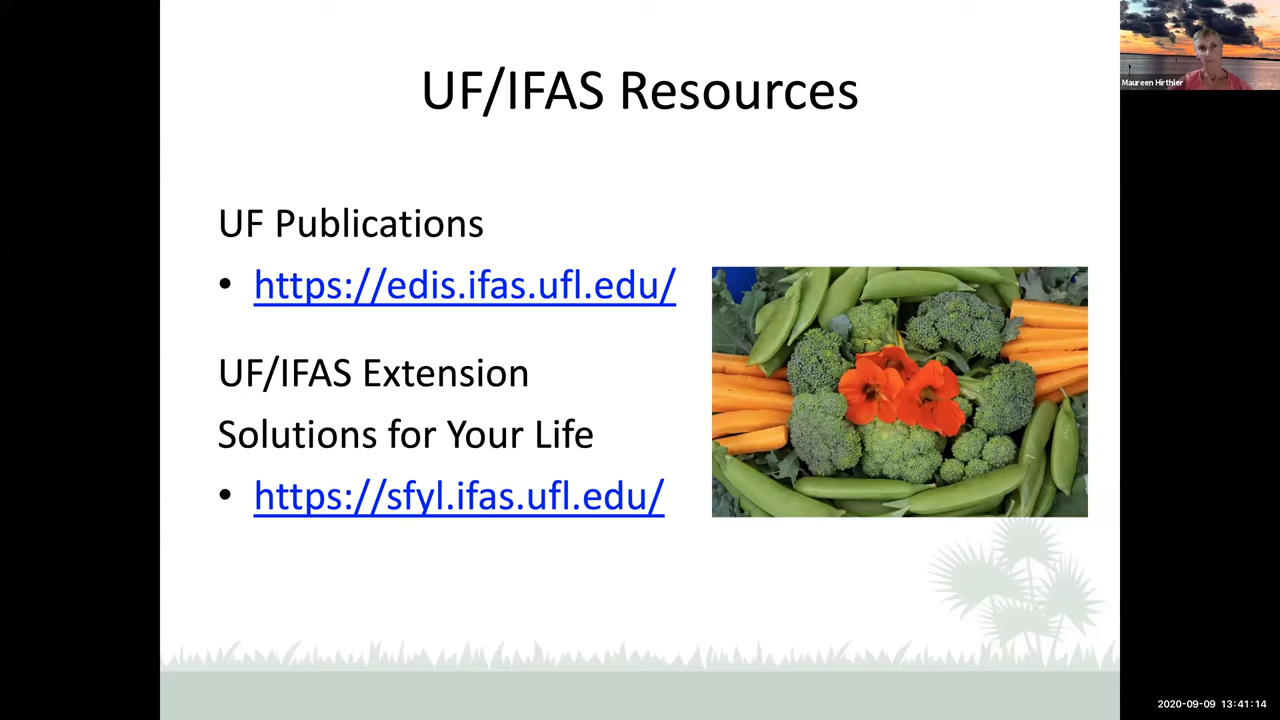 UF/IFAS Resources
Maureen Hirthler
UF Publications
• https://edis.ifas.ufl.edu/
UF/IFAS Extension
Solutions for Your Life
• https://sfyl.ifas.ufl.edu/
2020-09-09 13:41:14